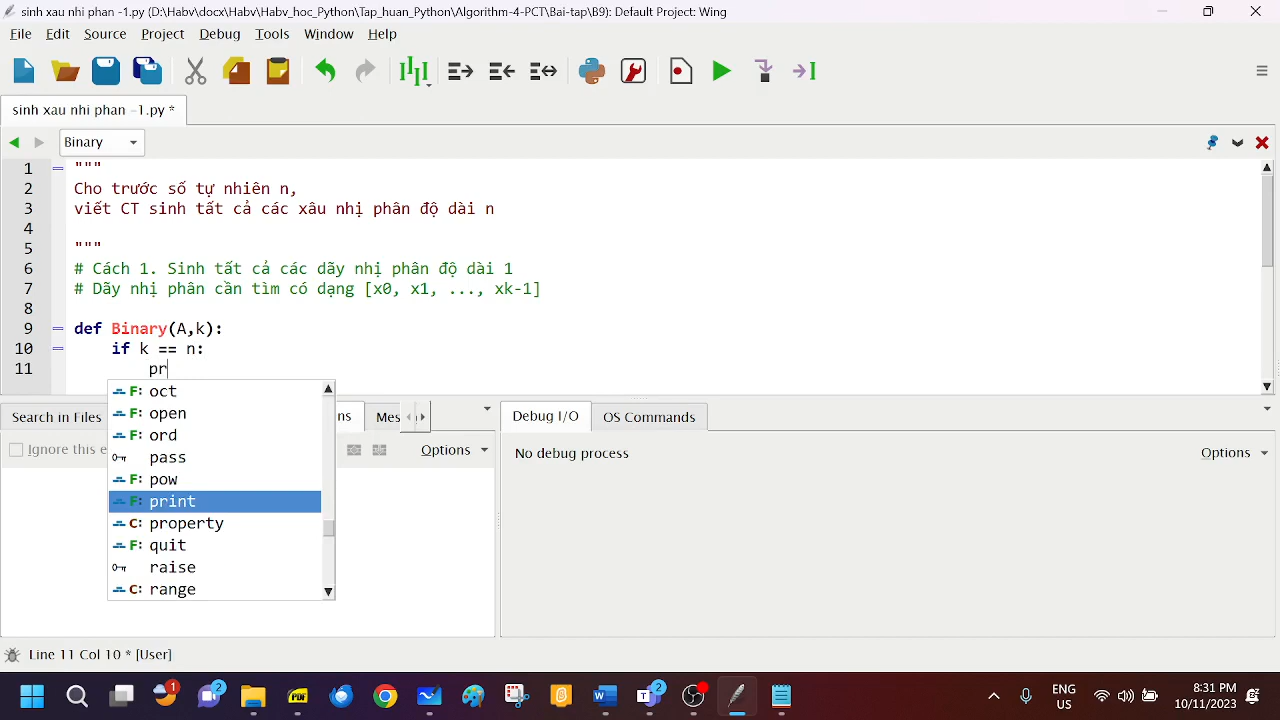 sinh xau nhi phan -1.py (D:\Habv\docx\Habv\Habv_hoc_Python\Tap_huan_Python\Algorithm-4-PCT\Bai-tap\B9): Default Project: Wing
File Edit Source Project Debug Tools Window Help
sinh xau nhi phan -1.py *
Binary
1 """
2 Cho trước số tự nhiên n,
3 viết CT sinh tất cả các xâu nhị phân độ dài n
4
5 """
6 # Cách 1. Sinh tất cả các dãy nhị phân độ dài 1
7 # Dãy nhị phân cần tìm có dạng [x0, x1, ..., xk-1]
8
9 def Binary(A,k):
10 if k == n:
11 pr
F: oct
F: open
F: ord
pass
F: pow
F: print
C: property
F: quit
raise
C: range
Search in Files
ns
Mes
Ignore this e
Options
Debug I/O OS Commands
No debug process
Options
Line 11 Col 10 * [User]
1
2
PDF
W
T
2
ENG
US
8:31 PM
10/11/2023